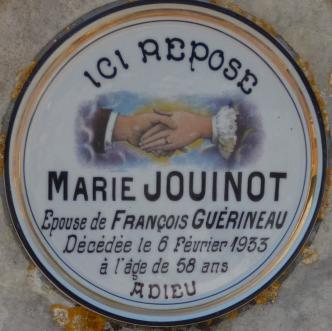 ICI REPOSE
MARIE JOUINOT
Epouse de FRANÇOIS GUÉRINEAU
Décédée le 6 Février 1933
à l'âge de 58 ans
ADIEU